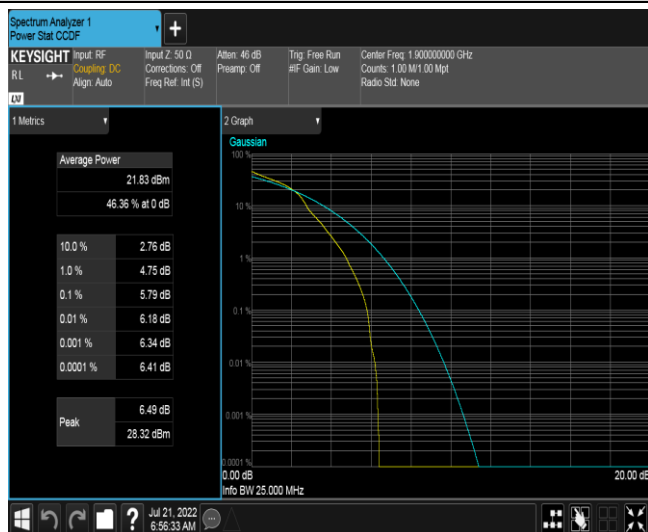 Spectrum Analyzer 1
Power Stat CCDF
KEYSIGHT
RL
LXI
Input: RF
Coupling: DC
Align: Auto
Input Z: 50 Ω
Corrections: Off
Freq Ref: Int (S)
Atten: 46 dB
Preamp: Off
Trig: Free Run
#IF Gain: Low
Center Freq: 1.900000000 GHz
Counts: 1.00 M/1.00 Mpt
Radio Std: None
1 Metrics
Average Power
21.83 dBm
46.36 % at 0 dB
10.0 % 2.76 dB
1.0 % 4.75 dB
0.1 % 5.79 dB
0.01 % 6.18 dB
0.001 % 6.34 dB
0.0001 % 6.41 dB
Peak
6.49 dB
28.32 dBm
2 Graph
Gaussian
100 %
10 %
1 %
0.1 %
0.01 %
0.001 %
0.0001 %
0.00 dB
20.00 dB
Info BW 25.000 MHz
?
Jul 21, 2022
6:56:33 AM